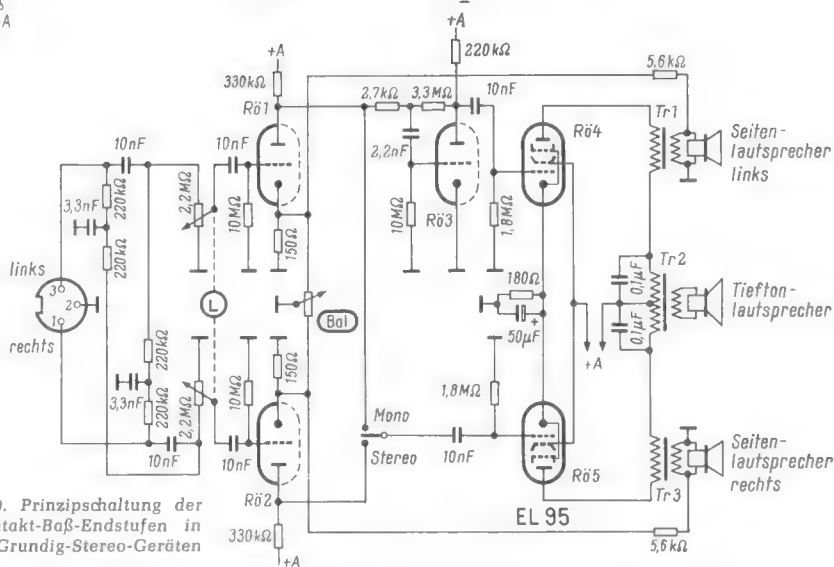 +A
220kΩ
+A
330kΩ
Rö1
2,7kΩ
3,3MΩ
10nF
5,6kΩ
Tr1
Rö4
Seiten-
lautsprecher
links
10nF
10nF
2,2nF
3,3nF
220kΩ
220kΩ
2,2MΩ
10MΩ
150Ω
10MΩ
Rö3
1,8MΩ
Tr2
links
3
2
1
rechts
L
Bal
180Ω
50µF
+
0,1µF
0,1µF
+A
Tiefton-
lautsprecher
3,3nF
220kΩ
220kΩ
2,2MΩ
10MΩ
150Ω
1,8MΩ
Mono
Stereo
10nF
10nF
10nF
Rö2
Rö5
EL 95
Tr3
Seiten-
lautsprecher
rechts
330kΩ
+A
5,6kΩ
. Prinzipschaltung der
takt-Baß-Endstufen in
Grundig-Stereo-Geräten